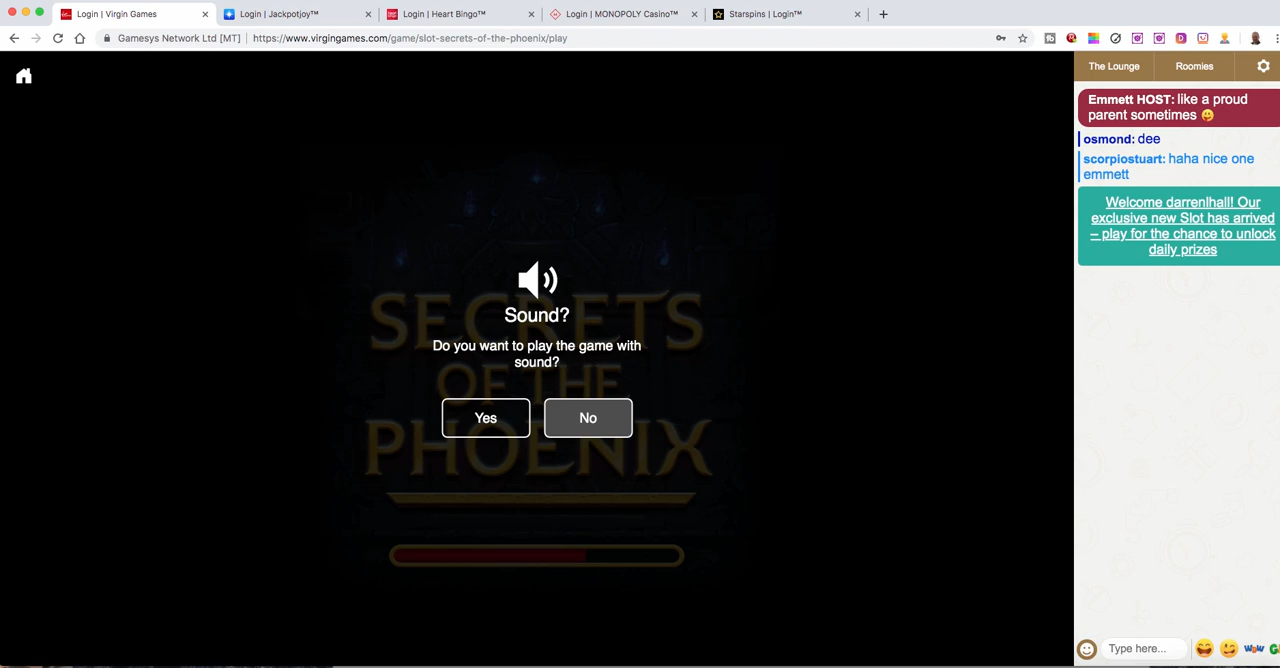 Login | Virgin Games
Login | Jackpotjoy™
Login | Heart Bingo™
Login | MONOPOLY Casino™
Starspins | Login™
Gamesys Network Ltd [MT]
https://www.virgingames.com/game/slot-secrets-of-the-phoenix/play
The Lounge
Roomies
Emmett HOST: like a proud
parent sometimes
osmond: dee
scorpiostuart: haha nice one
emmett
Welcome darrenlhall! Our
exclusive new Slot has arrived
– play for the chance to unlock
daily prizes
Sound?
Do you want to play the game with
sound?
Yes
No
SECRETS
OF THE
PHOENIX
Type here...
WOW